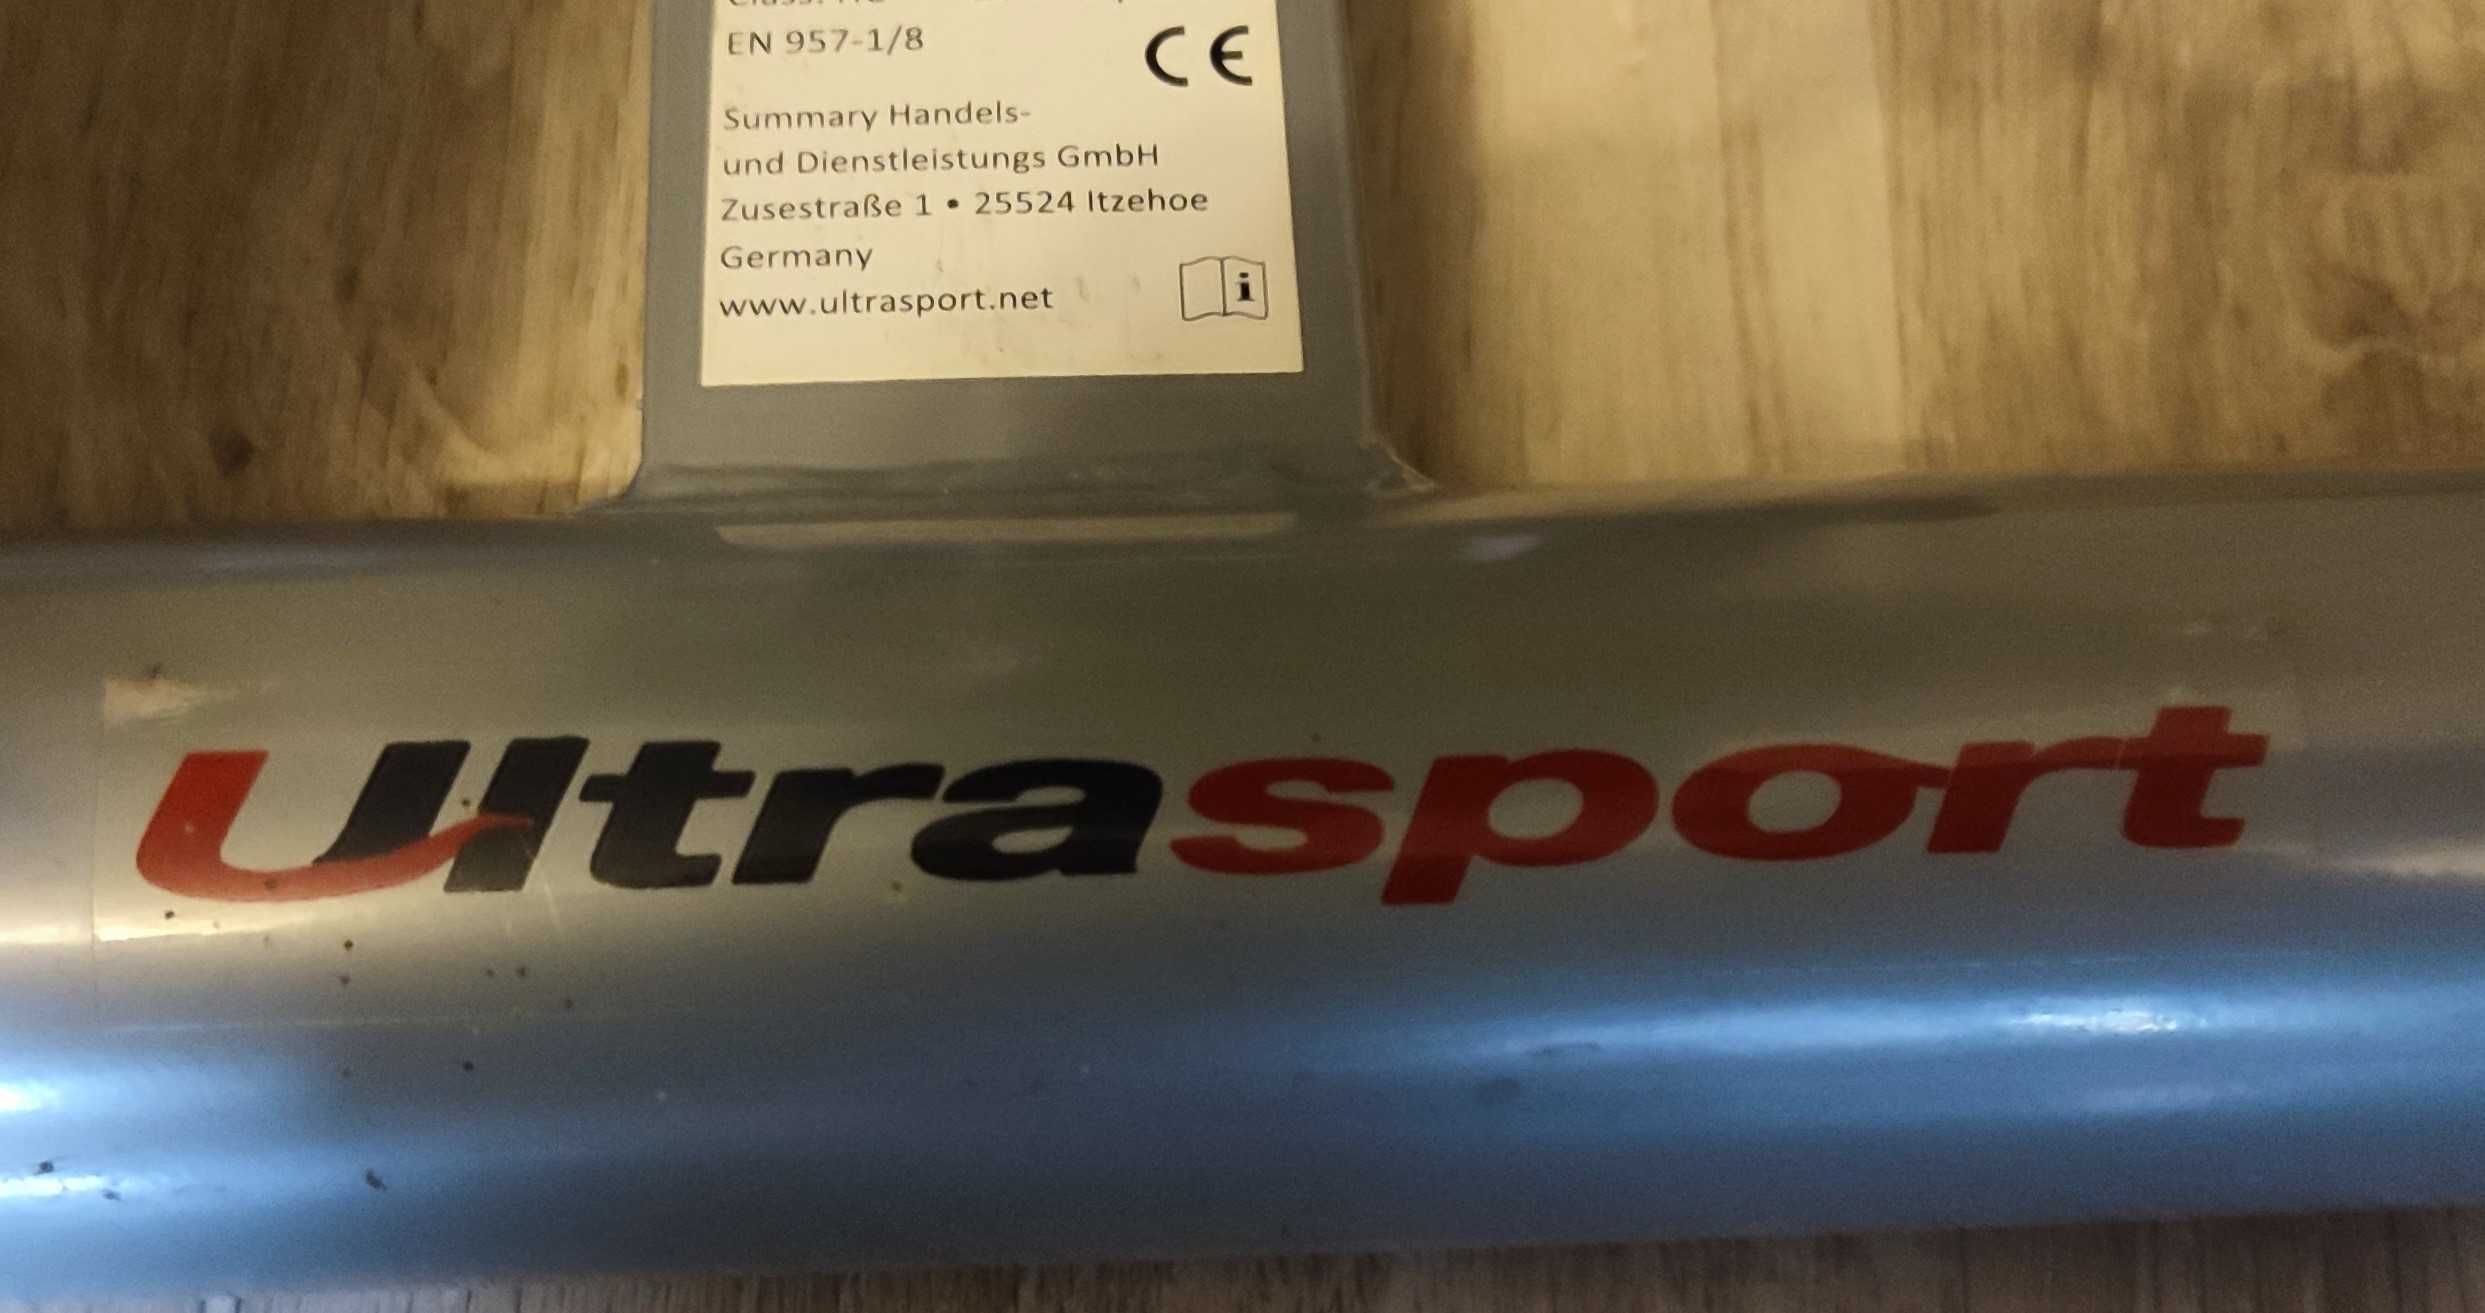 EN 957-1/8
CE
Summary Handels-
und Dienstleistungs GmbH
Zusestraße 1 • 25524 Itzehoe
Germany
www.ultrasport.net
i
ultrasport